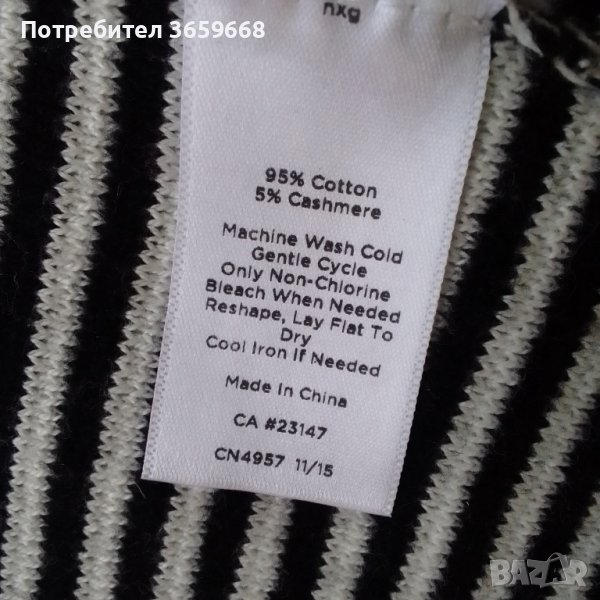 Потребител 3659668
nxg
95% Cotton
5% Cashmere
Machine Wash Cold
Gentle Cycle
Only Non-Chlorine
Bleach When Needed
Reshape, Lay Flat To
Dry
Cool Iron If Needed
Made In China
CA #23147
CN4957 11/15
BAZAR